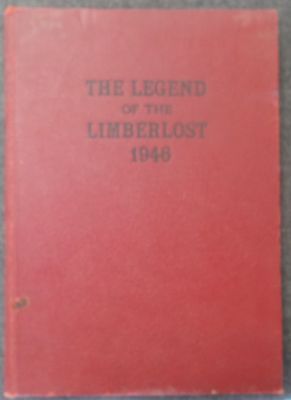 THE LEGEND
OF THE
LIMBERLOST
1946